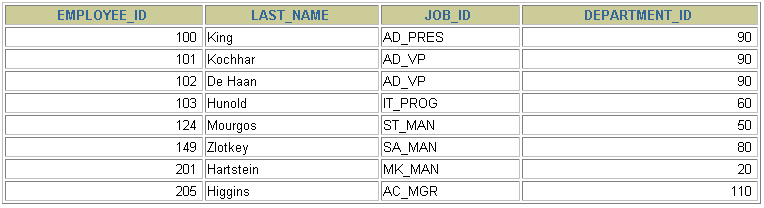 EMPLOYEE_ID LAST_NAME JOB_ID DEPARTMENT_ID
100 King AD_PRES 90
101 Kochhar AD_VP 90
102 De Haan AD_VP 90
103 Hunold IT_PROG 60
124 Mourgos ST_MAN 50
149 Zlotkey SA_MAN 80
201 Hartstein MK_MAN 20
205 Higgins AC_MGR 110